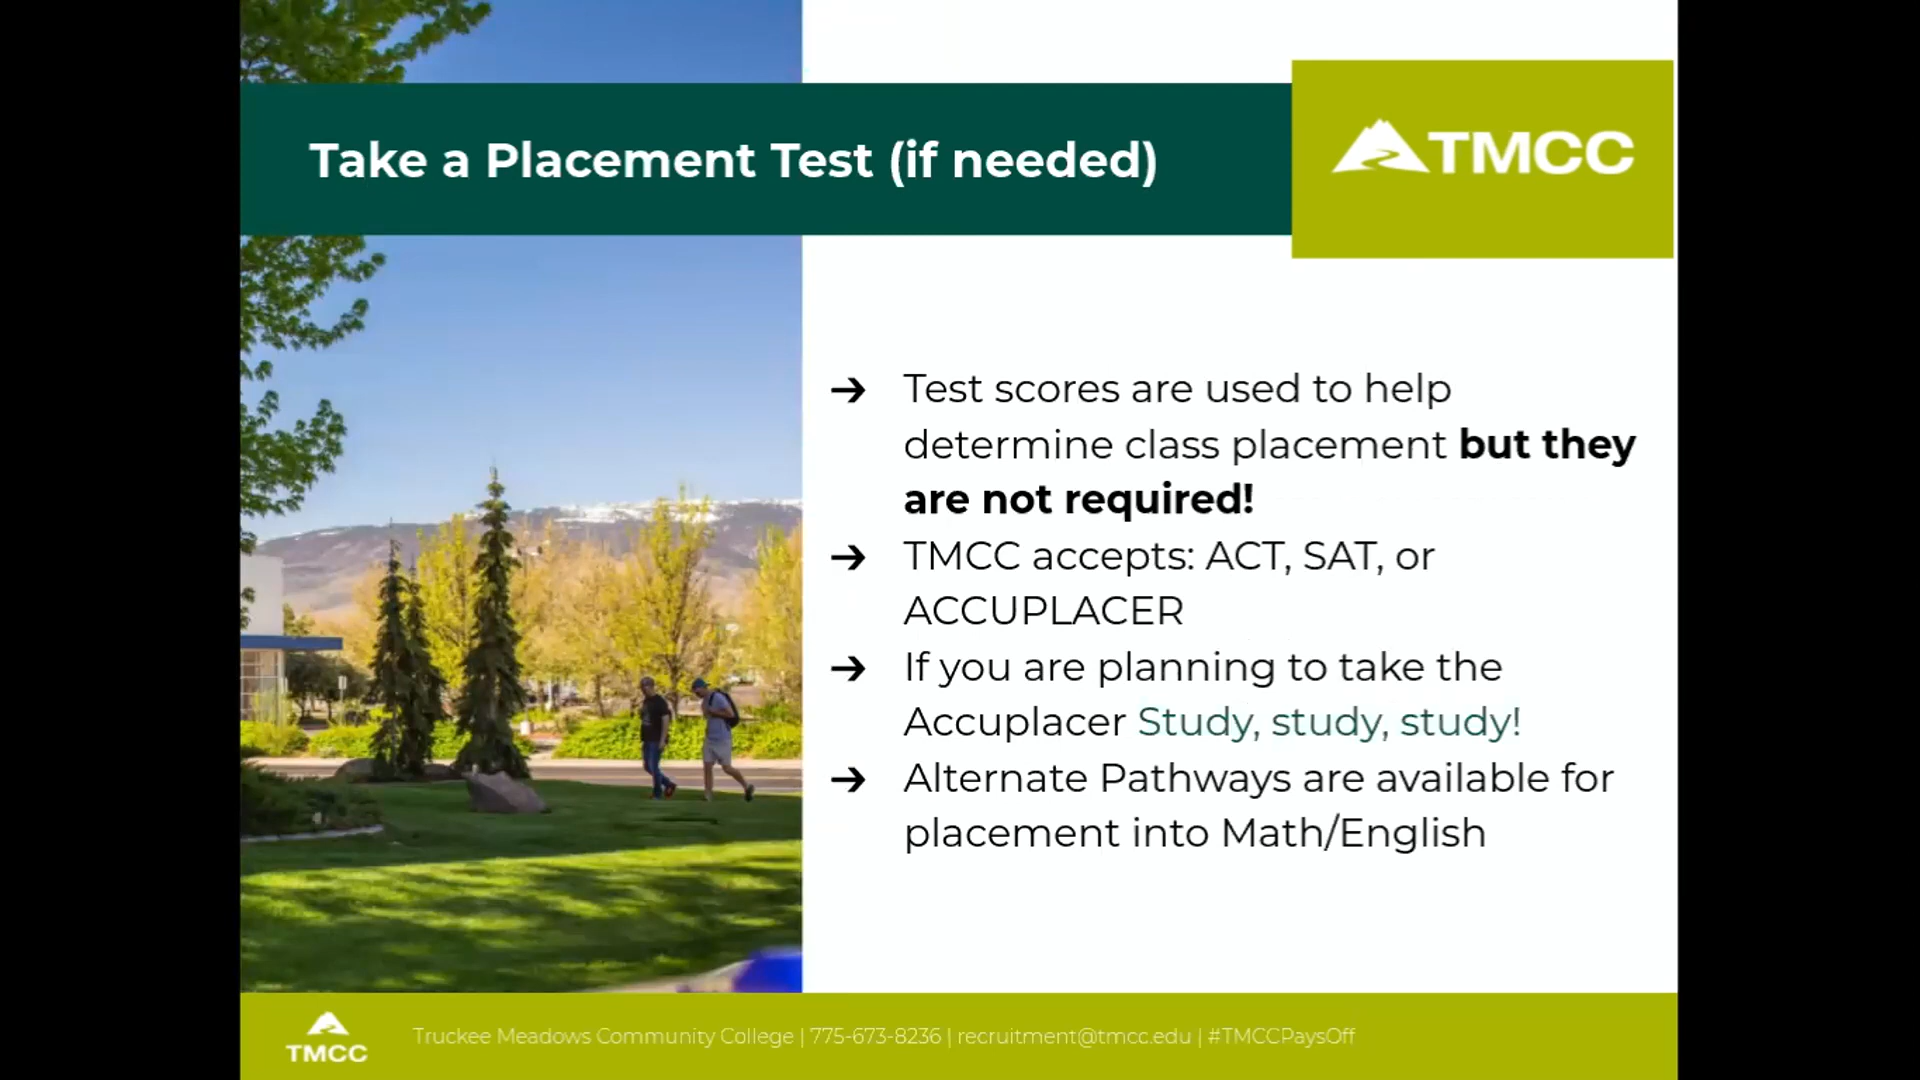 Take a Placement Test (if needed)
TMCC
Test scores are used to help
determine class placement but they
are not required!
TMCC accepts: ACT, SAT, or
ACCUPLACER
If you are planning to take the
Accuplacer Study, study, study!
Alternate Pathways are available for
placement into Math/English
TMCC
Truckee Meadows Community College | 775-673-8236 | recruitment@tmcc.edu | #TMCCPaysOff